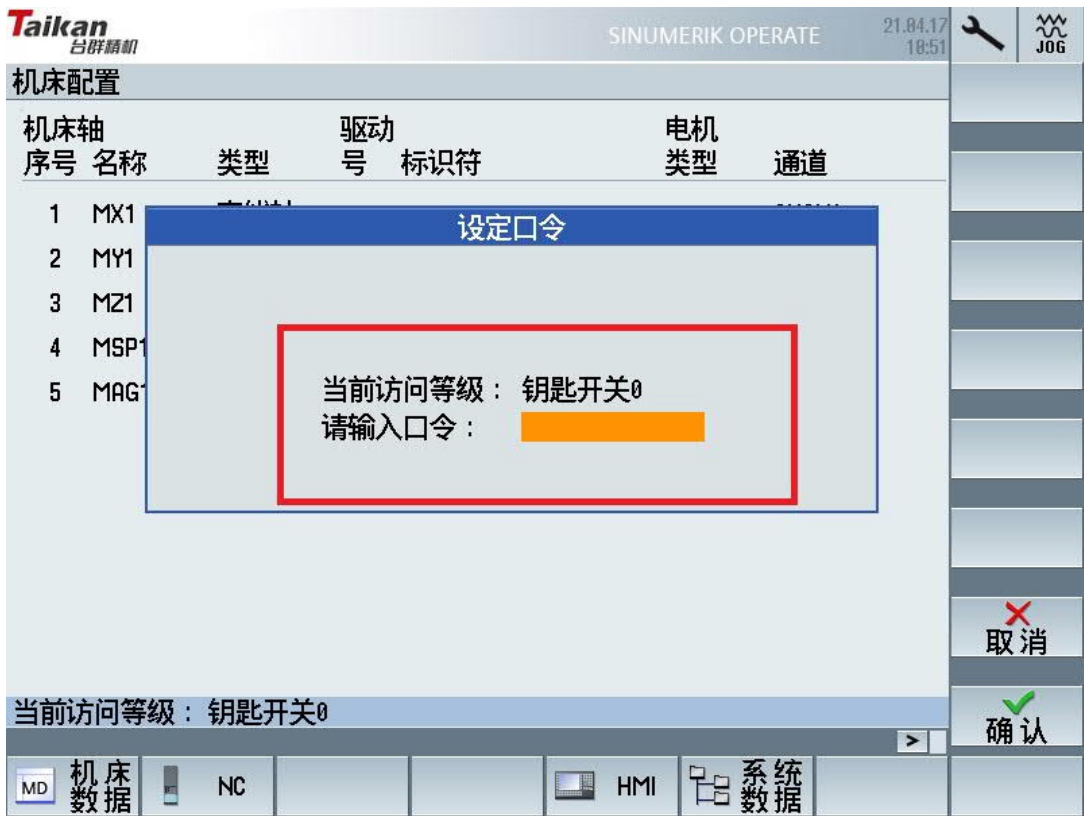 Taikan
台群精机
SINUMERIK OPERATE
21.04.17
18:51
JOG
机床配置
机床轴 驱动 电机
序号 名称 类型 号 标识符 类型 通道
1 MX1
设定口令
2 MY1
3 MZ1
4 MSP1
5 MAG1
当前访问等级： 钥匙开关0
请输入口令：
取消
当前访问等级： 钥匙开关0
确认
>
MD 机床数据 NC HMI 系统数据